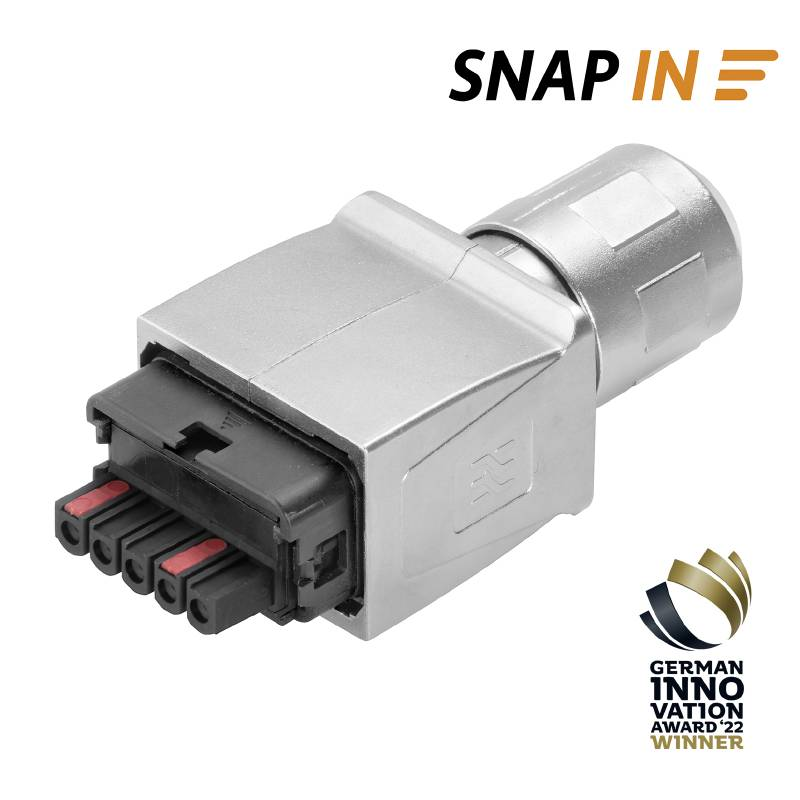 SNAP IN
GERMAN
INNO
VATION
AWARD '22
WINNER